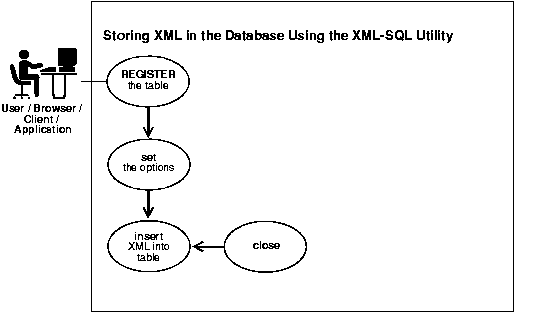 Storing XML in the Database Using the XML-SQL Utility
User / Browser /
Client /
Application
REGISTER
the table
set
the options
insert
XML into
table
close